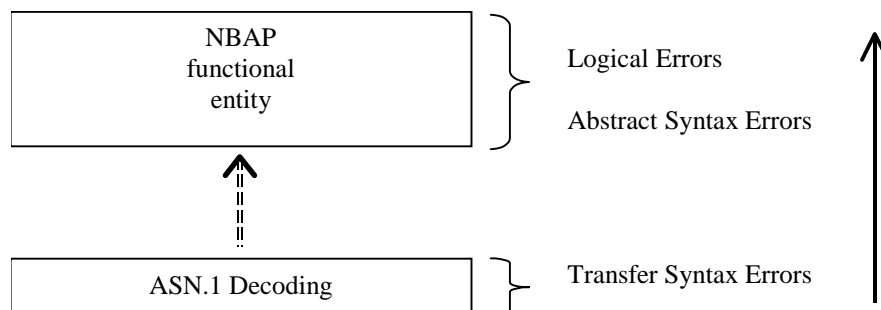 NBAP
functional
entity
Logical Errors
Abstract Syntax Errors
ASN.1 Decoding
Transfer Syntax Errors